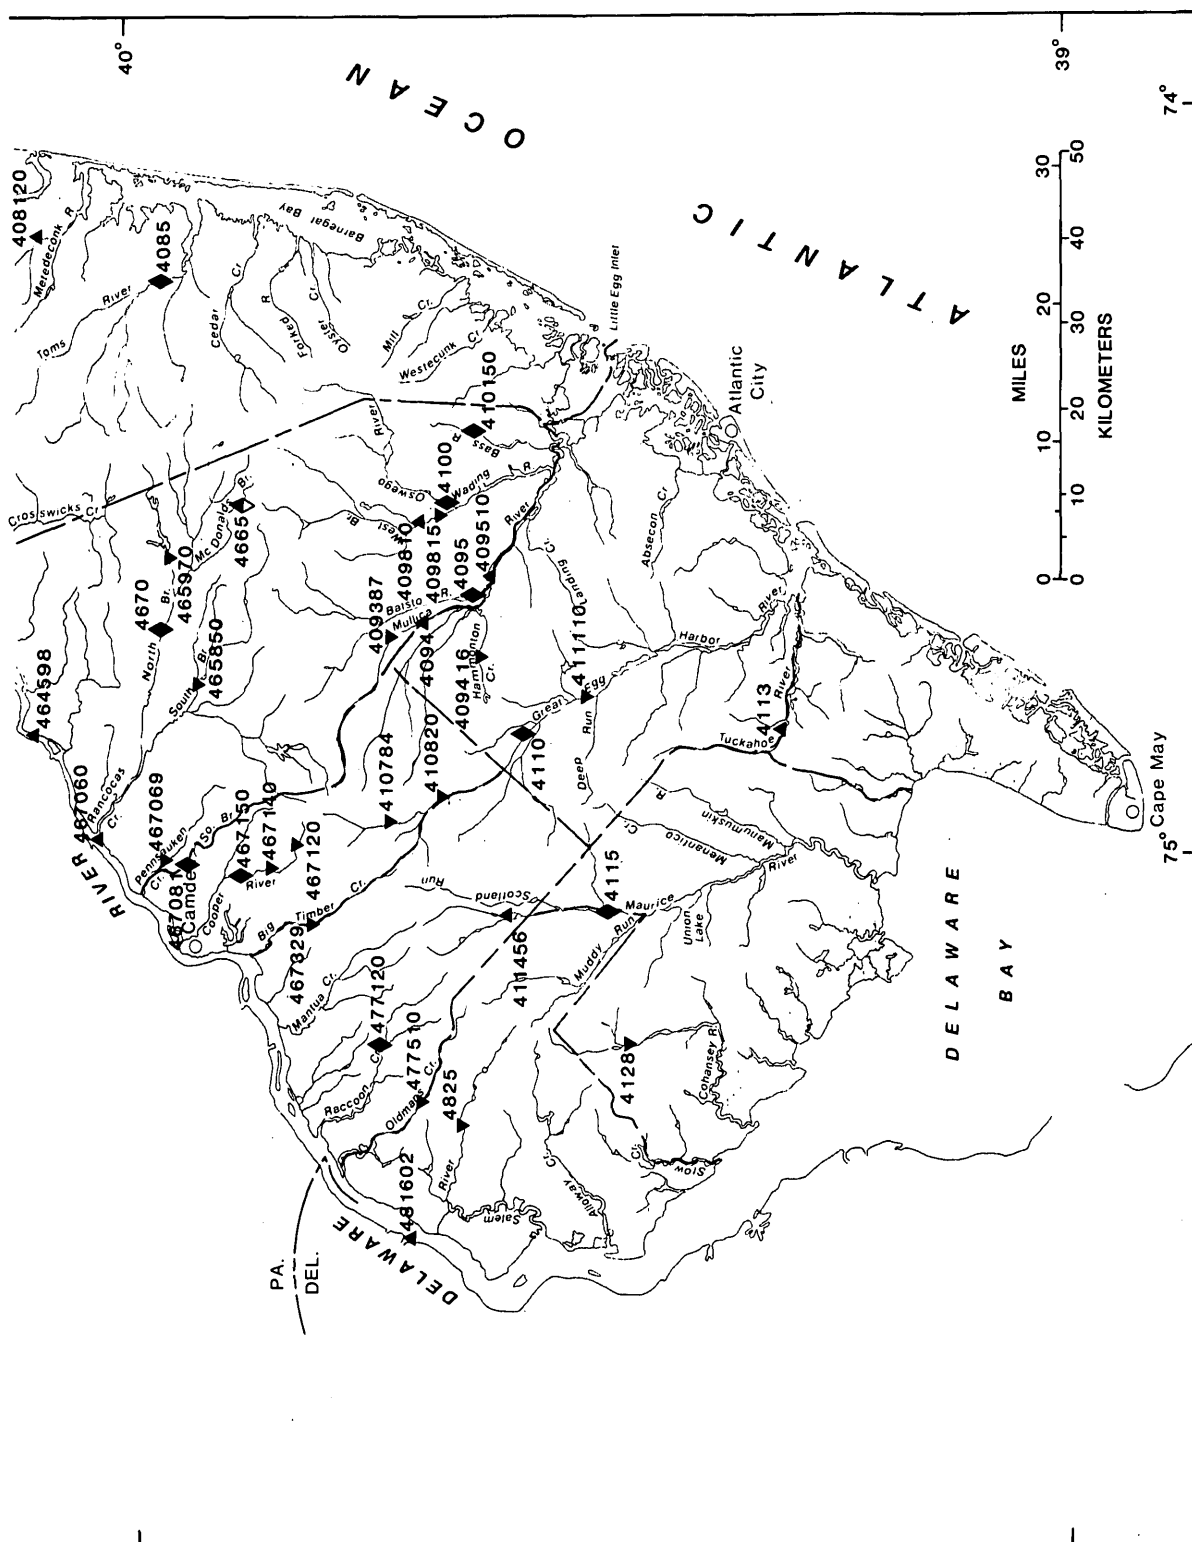 40°
39°
74°
75°
OCEAN
ATLANTIC
408120
Metedeconk R
4085
Toms River
Barnegat Bay
Cedar Cr
Forked R
Oyster Cr
Mill Cr.
Westecunk Cr
Little Egg Inlet
Crosswicks Cr
410150
Bass R
Oswego River
4100
Wading R
West Br
409810
409815
4095
409510
River
Mc Donalds Br.
4665
465970
4670
North Br.
465850
South Br
464598
Rancocas Cr.
467060
467069
Pennsauken Cr.
So. Br
467081
Camden
467150
467140
467120
Cooper River
409387
Batsto R.
Mullica
4094
409416
Hammonton Cr.
Absecon Cr
Atlantic City
411110
Great Egg Harbor River
Deep Run
4110
410820
410784
4113
Tuckahoe River
Big Timber Cr.
467329
Mantua Cr.
Scotland Run
411456
4115
Maurice River
Muddy Run
Union Lake
Menantico Cr
Manumuskin R
477120
Raccoon Cr
477510
Oldmans Cr.
4825
Salem River
481602
4128
Cohansey R.
Alloway Cr
Stow Cr.
RIVER
DELAWARE
PA.
DEL.
DELAWARE
BAY
Cape May
MILES
0 10 20 30
KILOMETERS
0 10 20 30 40 50